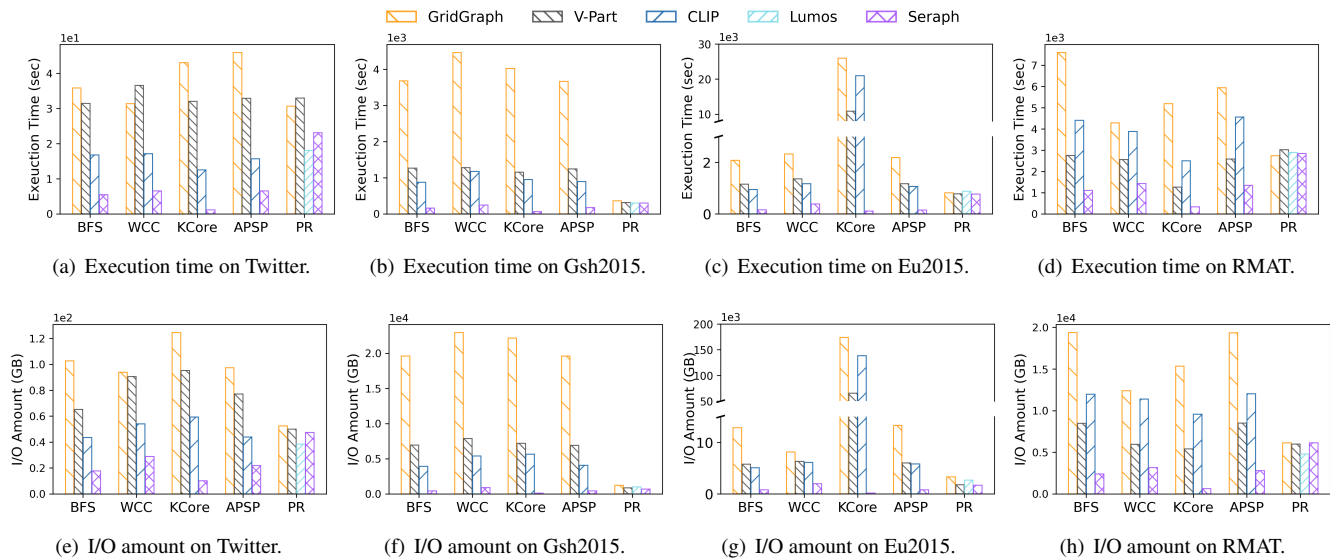 GridGraph V-Part CLIP Lumos Seraph
1e1
Exeuction Time (sec)
4
3
2
1
0
BFS WCC KCore APSP PR
(a) Execution time on Twitter.
1e3
Exeuction Time (sec)
4
3
2
1
0
BFS WCC KCore APSP PR
(b) Execution time on Gsh2015.
1e3
Exeuction Time (sec)
30
20
10
2
0
BFS WCC KCore APSP PR
(c) Execution time on Eu2015.
1e3
Exeuction Time (sec)
7
6
5
4
3
2
1
0
BFS WCC KCore APSP PR
(d) Execution time on RMAT.
1e2
I/O Amount (GB)
1.2
1.0
0.8
0.6
0.4
0.2
0.0
BFS WCC KCore APSP PR
(e) I/O amount on Twitter.
1e4
I/O Amount (GB)
2.0
1.5
1.0
0.5
0.0
BFS WCC KCore APSP PR
(f) I/O amount on Gsh2015.
1e3
I/O Amount (GB)
200
150
100
50
10
0
BFS WCC KCore APSP PR
(g) I/O amount on Eu2015.
1e4
I/O Amount (GB)
2.0
1.5
1.0
0.5
0.0
BFS WCC KCore APSP PR
(h) I/O amount on RMAT.